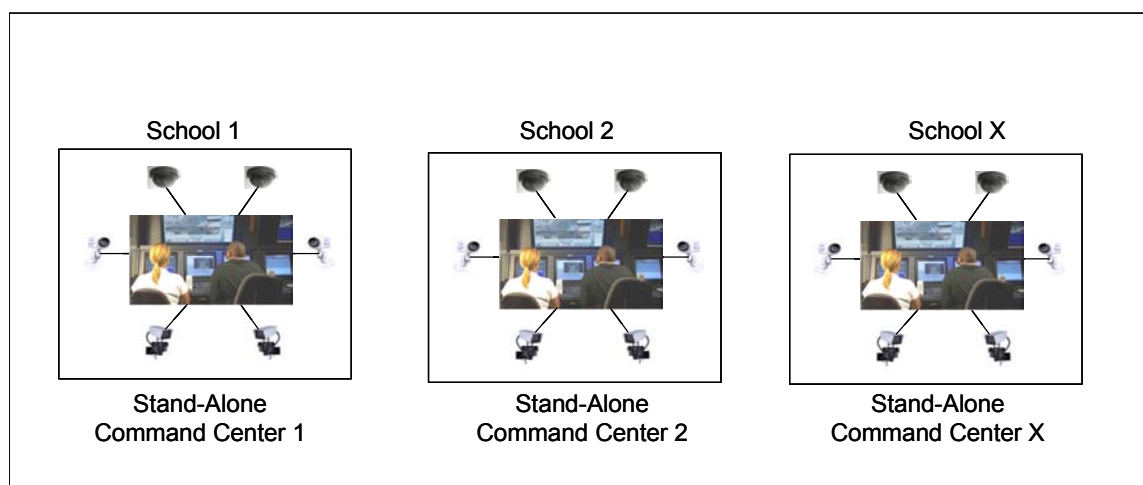 School 1
School 2
School X
Stand-Alone
Command Center 1
Stand-Alone
Command Center 2
Stand-Alone
Command Center X